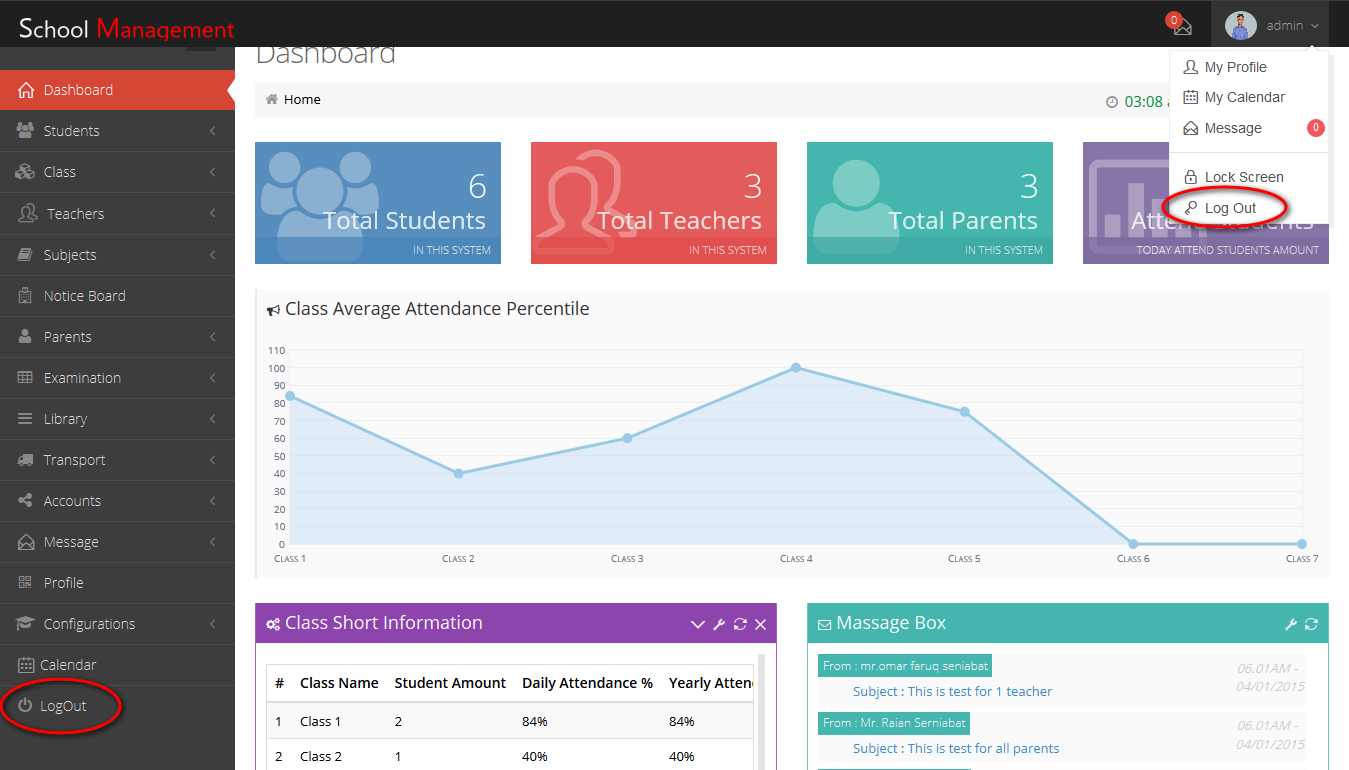 School Management
0
admin
Dashboard
Home
03:08
My Profile
My Calendar
Message
0
Lock Screen
Log Out
Dashboard
Students
Class
Teachers
Subjects
Notice Board
Parents
Examination
Library
Transport
Accounts
Message
Profile
Configurations
Calendar
LogOut
6
Total Students
IN THIS SYSTEM
3
Total Teachers
IN THIS SYSTEM
3
Total Parents
IN THIS SYSTEM
Attend Students
TODAY ATTEND STUDENTS AMOUNT
Class Average Attendance Percentile
110
100
90
80
70
60
50
40
30
20
10
0
CLASS 1 CLASS 2 CLASS 3 CLASS 4 CLASS 5 CLASS 6 CLASS 7
Class Short Information
# Class Name Student Amount Daily Attendance % Yearly Atten
1 Class 1 2 84% 84%
2 Class 2 1 40% 40%
Massage Box
From : mr.omar faruq seniabat
Subject : This is test for 1 teacher
06.01AM -
04/01/2015
From : Mr. Raian Serniabat
Subject : This is test for all parents
06.01AM -
04/01/2015